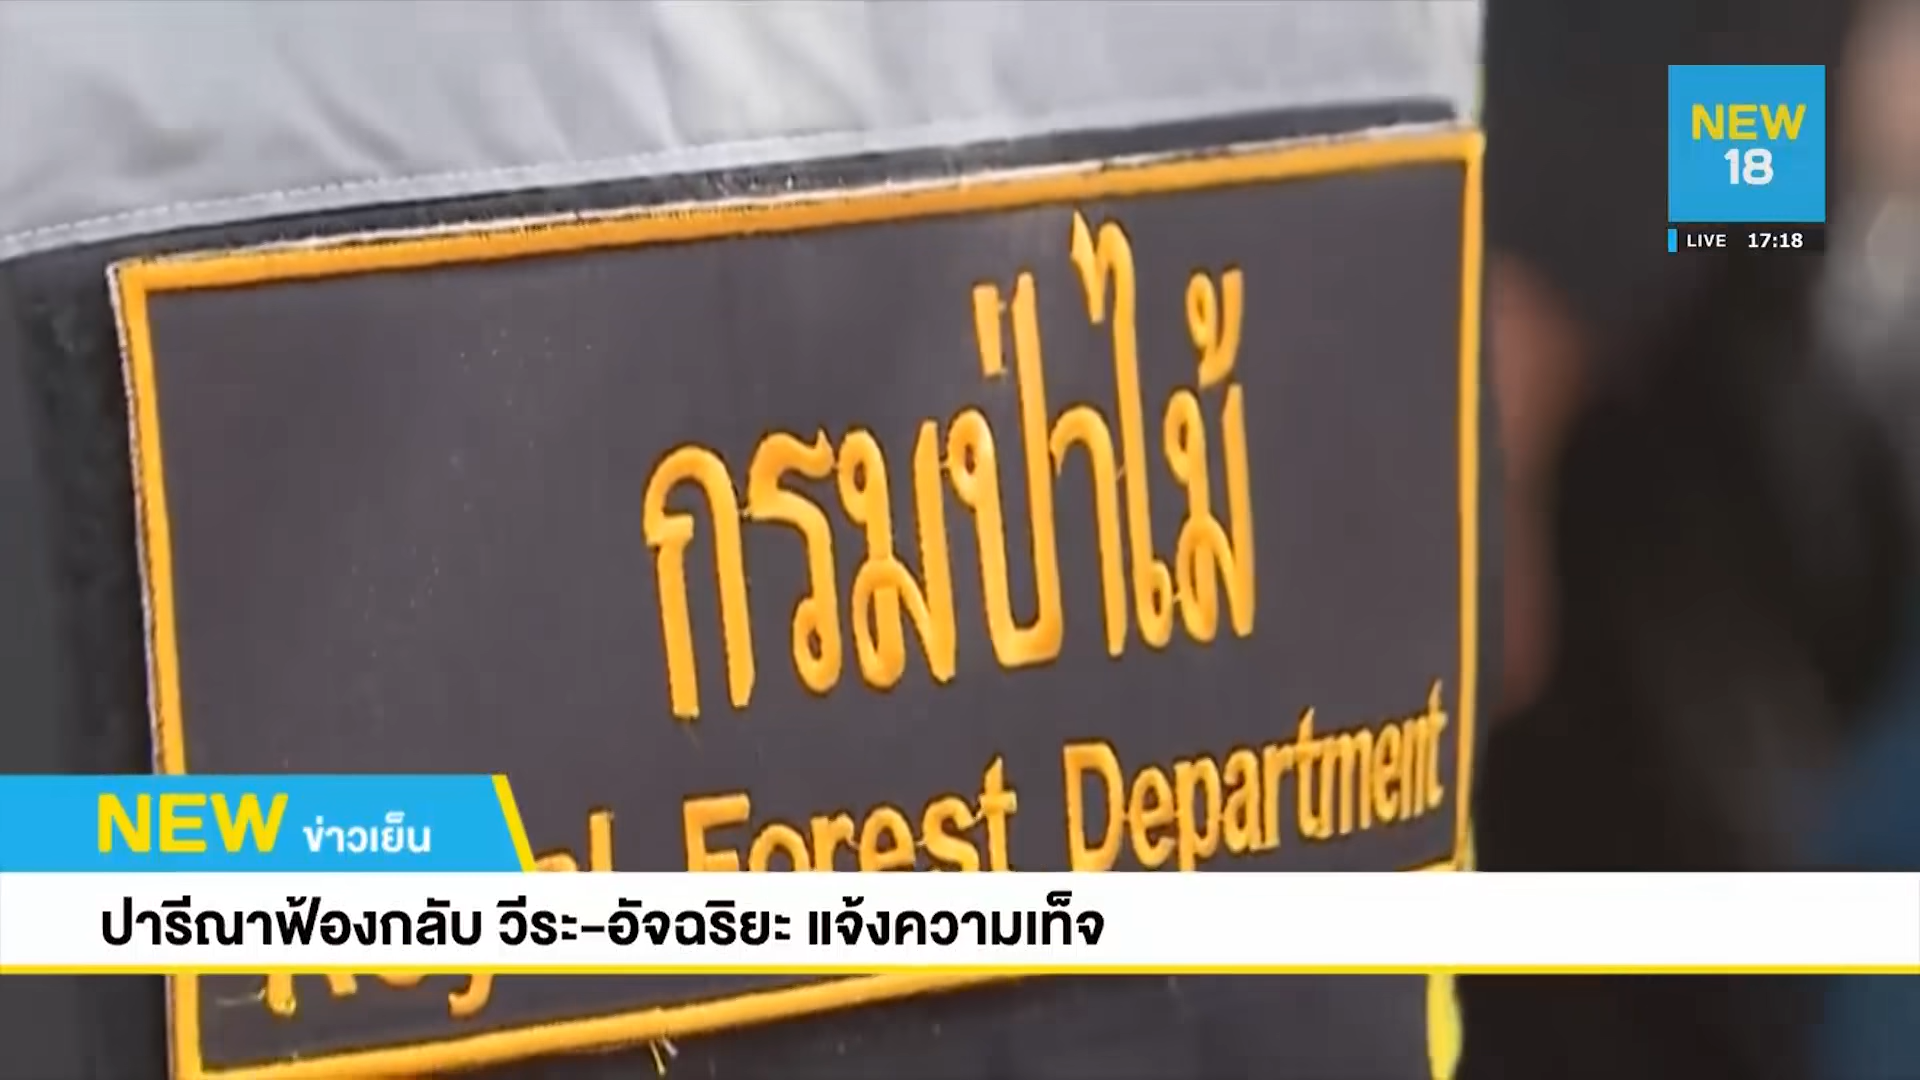 NEW
18
LIVE 17:18
กรมป่าไม้
Royal Forest Department
NEW ข่าวเย็น
ปารีณาฟ้องกลับ วีระ-อัจฉริยะ แจ้งความเท็จ